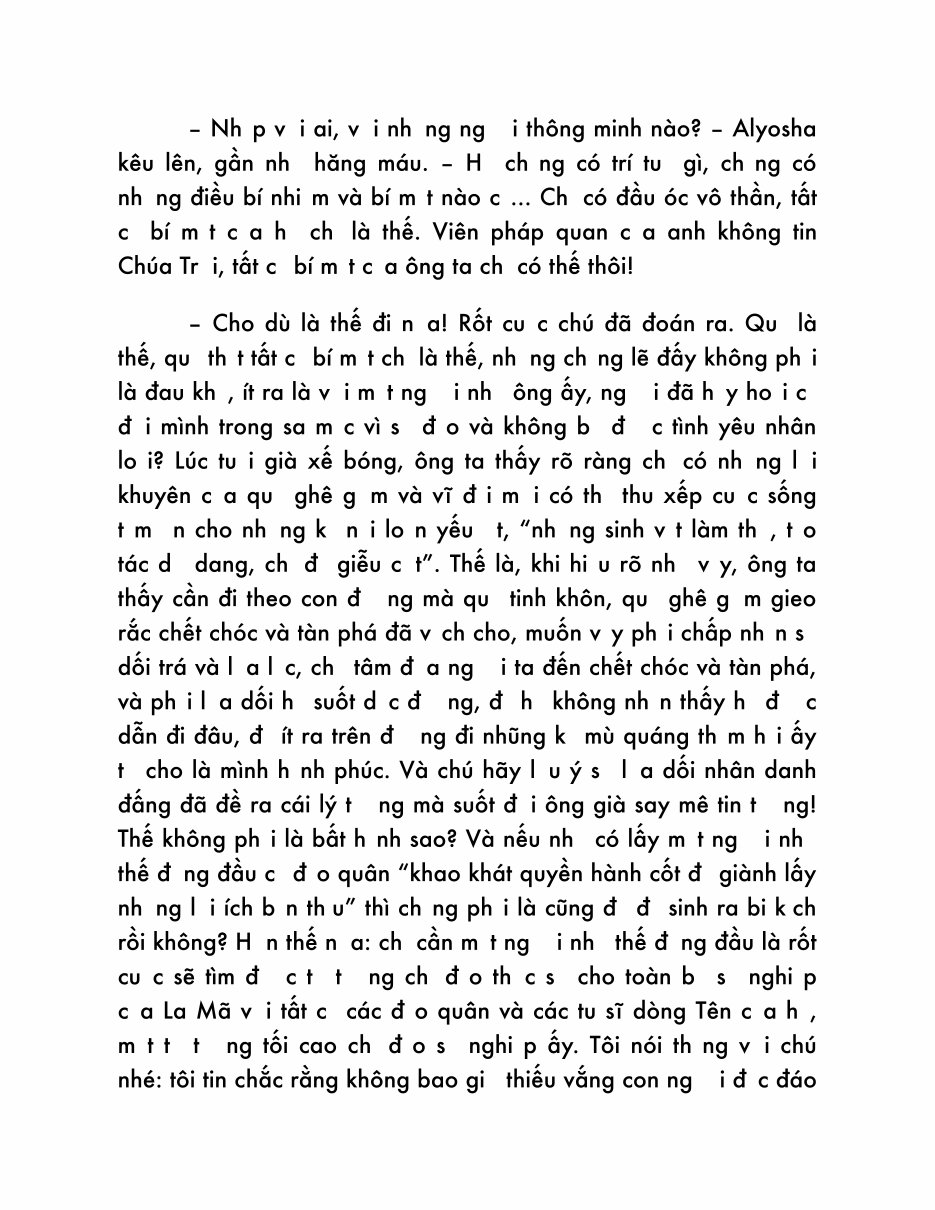 – Nh p v i ai, v i nh ng ng i thông minh nào? – Alyosha
kêu lên, gần nh hăng máu. – H ch ng có trí tu gì, ch ng có
nh ng điều bí nhi m và bí m t nào c ... Ch có đầu óc vô thần, tất
c bí m t c a h ch là thế. Viên pháp quan c a anh không tin
Chúa Tr i, tất c bí m t c a ông ta ch có thế thôi!
– Cho dù là thế đi n a! Rốt cu c chú đã đoán ra. Qu là
thế, qu th t tất c bí m t ch là thế, nh ng ch ng lẽ đấy không ph i
là đau kh , ít ra là v i m t ng i nh ông ấy, ng i đã h y ho i c
đ i mình trong sa m c vì s đ o và không b đ c tình yêu nhân
lo i? Lúc tu i già xế bóng, ông ta thấy rõ ràng ch có nh ng l i
khuyên c a qu ghê g m và vĩ đ i m i có th thu xếp cu c sống
t m n cho nh ng k n i lo n yếu t, “nh ng sinh v t làm th , t o
tác d dang, ch đ giễu c t”. Thế là, khi hi u rõ nh v y, ông ta
thấy cần đi theo con đ ng mà qu tinh khôn, qu ghê g m gieo
rắc chết chóc và tàn phá đã v ch cho, muốn v y ph i chấp nh n s
dối trá và l a l c, ch tâm đ a ng i ta đến chết chóc và tàn phá,
và ph i l a dối h suốt d c đ ng, đ h không nh n thấy h đ c
dẫn đi đâu, đ ít ra trên đ ng đi nhũng k mù quáng th m h i ấy
t cho là mình h nh phúc. Và chú hãy l u ý s l a dối nhân danh
đấng đã đề ra cái lý t ng mà suốt đ i ông già say mê tin t ng!
Thế không ph i là bất h nh sao? Và nếu nh có lấy m t ng i nh
thế đ ng đầu c đ o quân “khao khát quyền hành cốt đ giành lấy
nh ng l i ích b n th u” thì ch ng ph i là cũng đ đ sinh ra bi k ch
rồi không? H n thế n a: ch cần m t ng i nh thế đ ng đầu là rốt
cu c sẽ tìm đ c t t ng ch đ o th c s cho toàn b s nghi p
c a La Mã v i tất c các đ o quân và các tu sĩ dòng Tên c a h ,
m t t t ng tối cao ch đ o s nghi p ấy. Tôi nói th ng v i chú
nhé: tôi tin chắc rằng không bao gi thiếu vắng con ng i đ c đáo